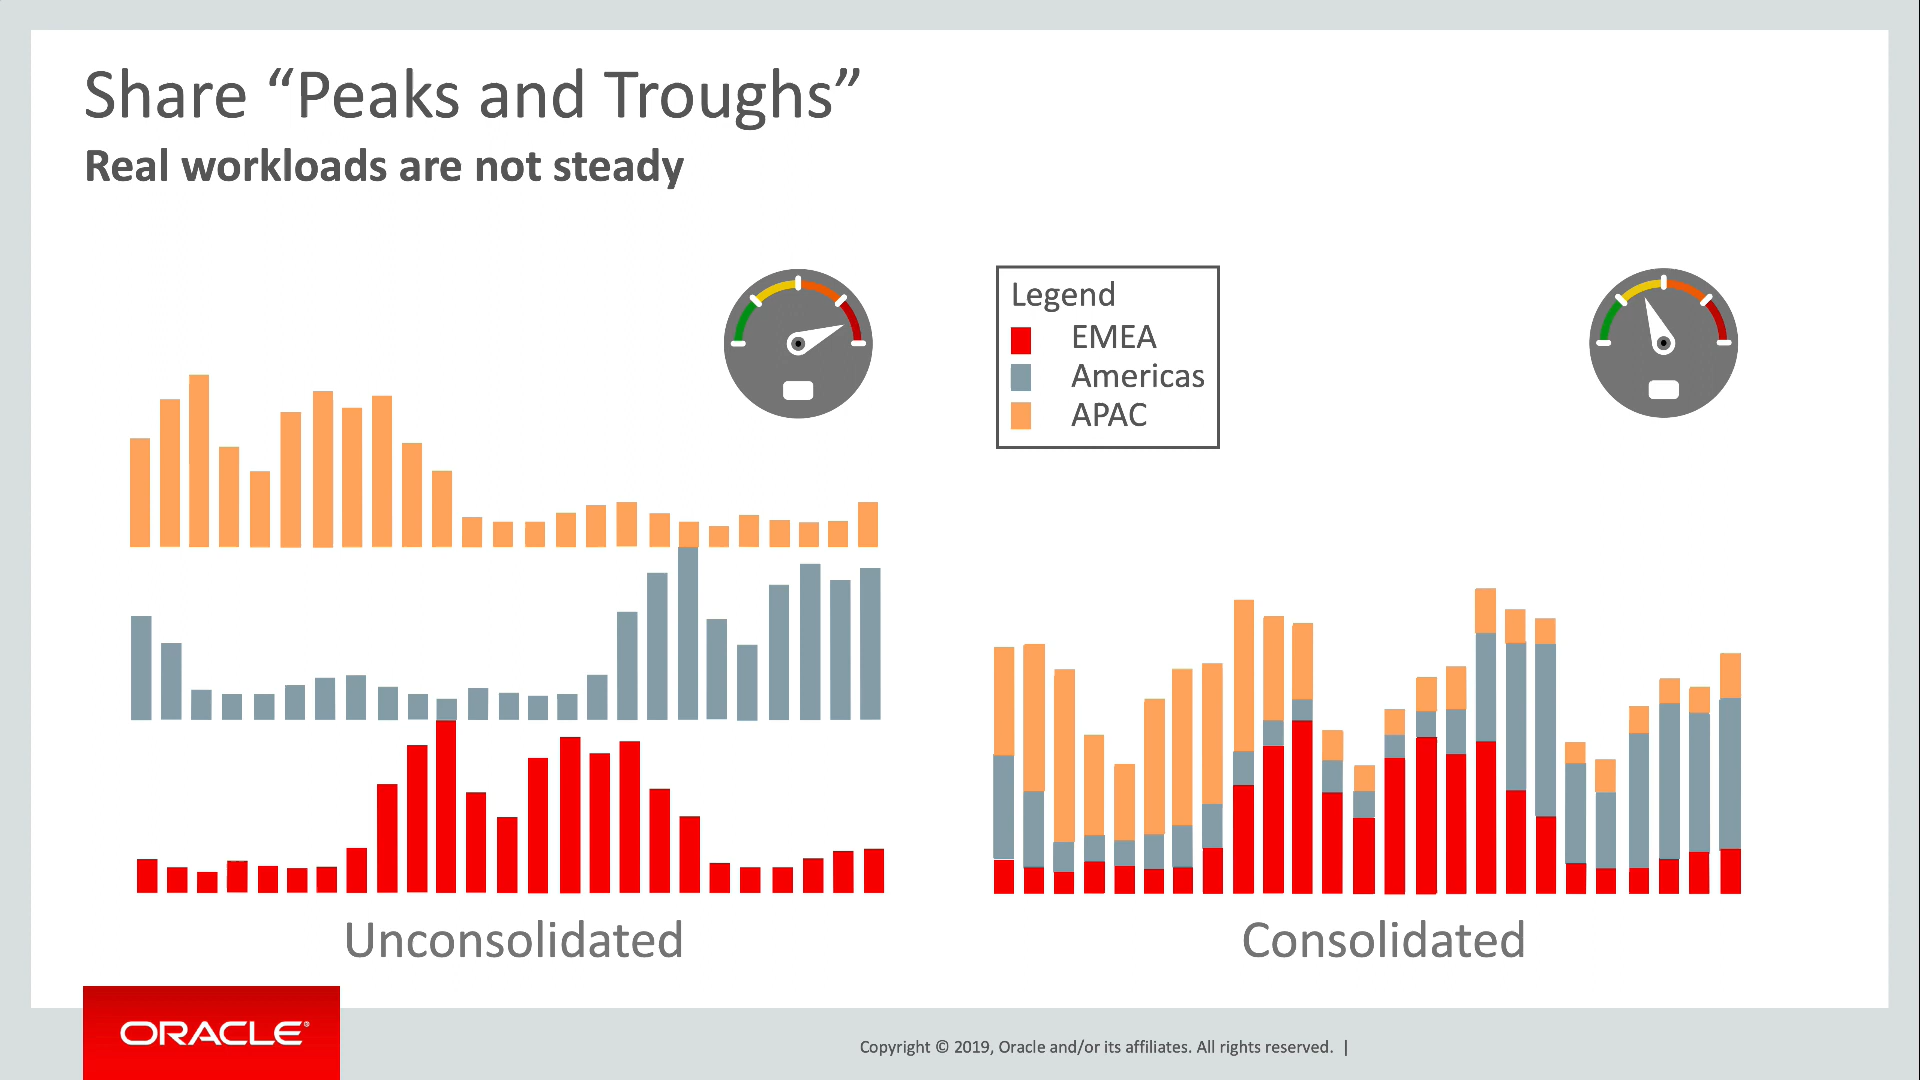 Share “Peaks and Troughs”
Real workloads are not steady
Legend
EMEA
Americas
APAC
Unconsolidated
Consolidated
ORACLE®
Copyright © 2019, Oracle and/or its affiliates. All rights reserved. |